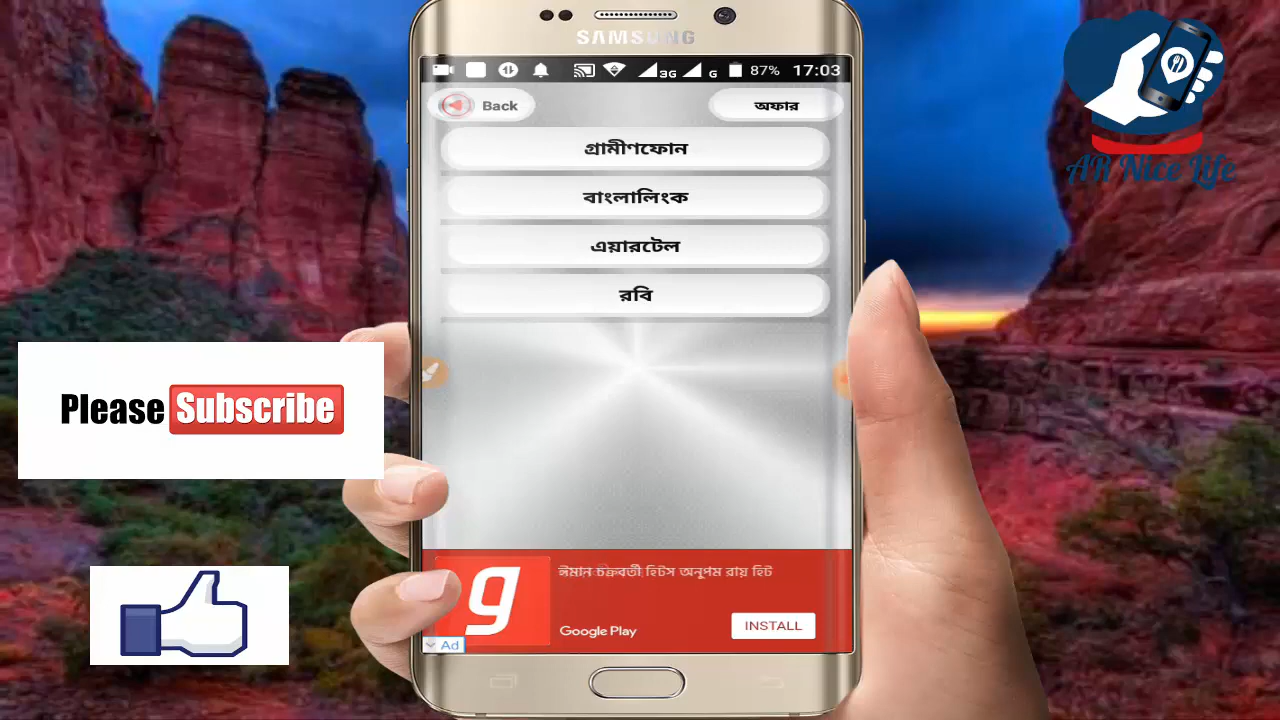 SAMSUNG
3G G 87% 17:03
Back
অফার
গ্রামীণফোন
বাংলালিংক
এয়ারটেল
রবি
AR Nice Life
Please Subscribe
g
ঈমান চক্রবর্তী হিটস অনুপম রায় হিট
Google Play
INSTALL
Ad